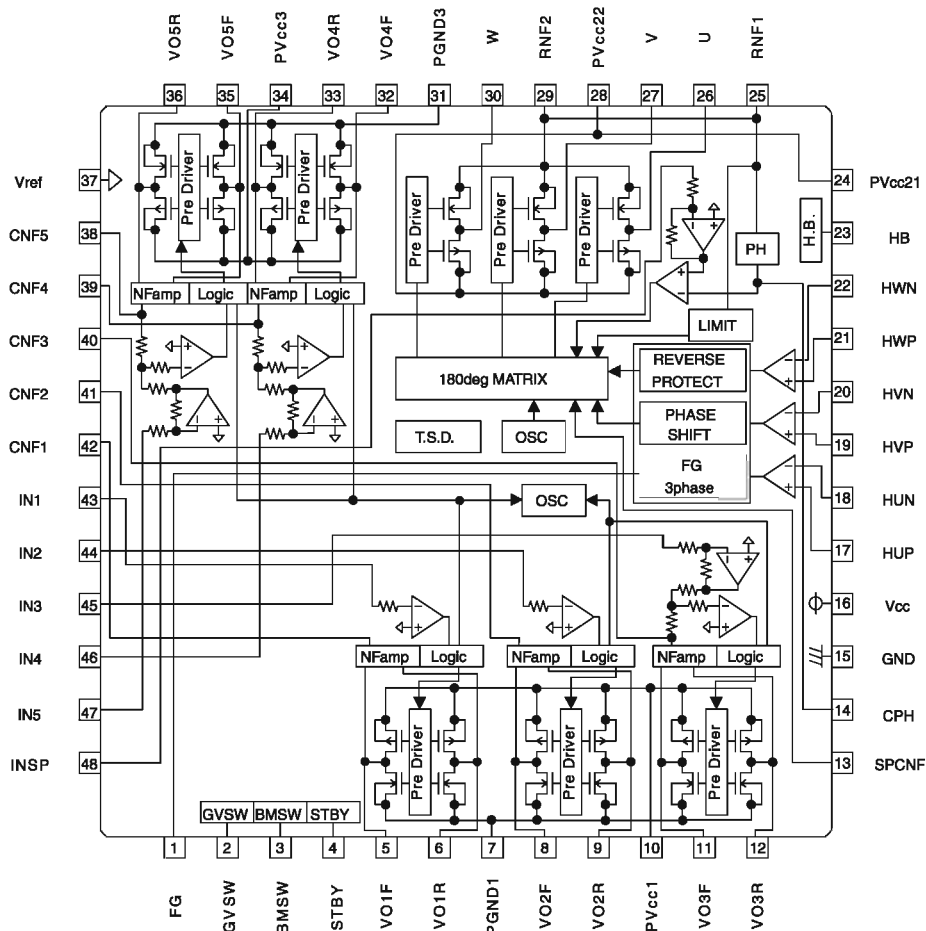 VO5R
VO5F
PVcc3
VO4R
VO4F
PGND3
W
RNF2
PVcc22
V
U
RNF1
36
35
34
33
32
31
30
29
28
27
26
25
Vref
37
CNF5
38
CNF4
39
CNF3
40
CNF2
41
CNF1
42
IN1
43
IN2
44
IN3
45
IN4
46
IN5
47
INSP
48
24
PVcc21
23
HB
22
HWN
21
HWP
20
HVN
19
HVP
18
HUN
17
HUP
16
Vcc
15
GND
14
CPH
13
SPCNF
Pre Driver
Pre Driver
Pre Driver
Pre Driver
Pre Driver
H.B.
PH
NFamp
Logic
NFamp
Logic
LIMIT
180deg MATRIX
REVERSE
PROTECT
PHASE
SHIFT
FG
3phase
T.S.D.
OSC
OSC
NFamp
Logic
NFamp
Logic
NFamp
Logic
Pre Driver
Pre Driver
Pre Driver
GVSW
BMSW
STBY
1
2
3
4
5
6
7
8
9
10
11
12
FG
GVSW
BMSW
STBY
VO1F
VO1R
PGND1
VO2F
VO2R
PVcc1
VO3F
VO3R